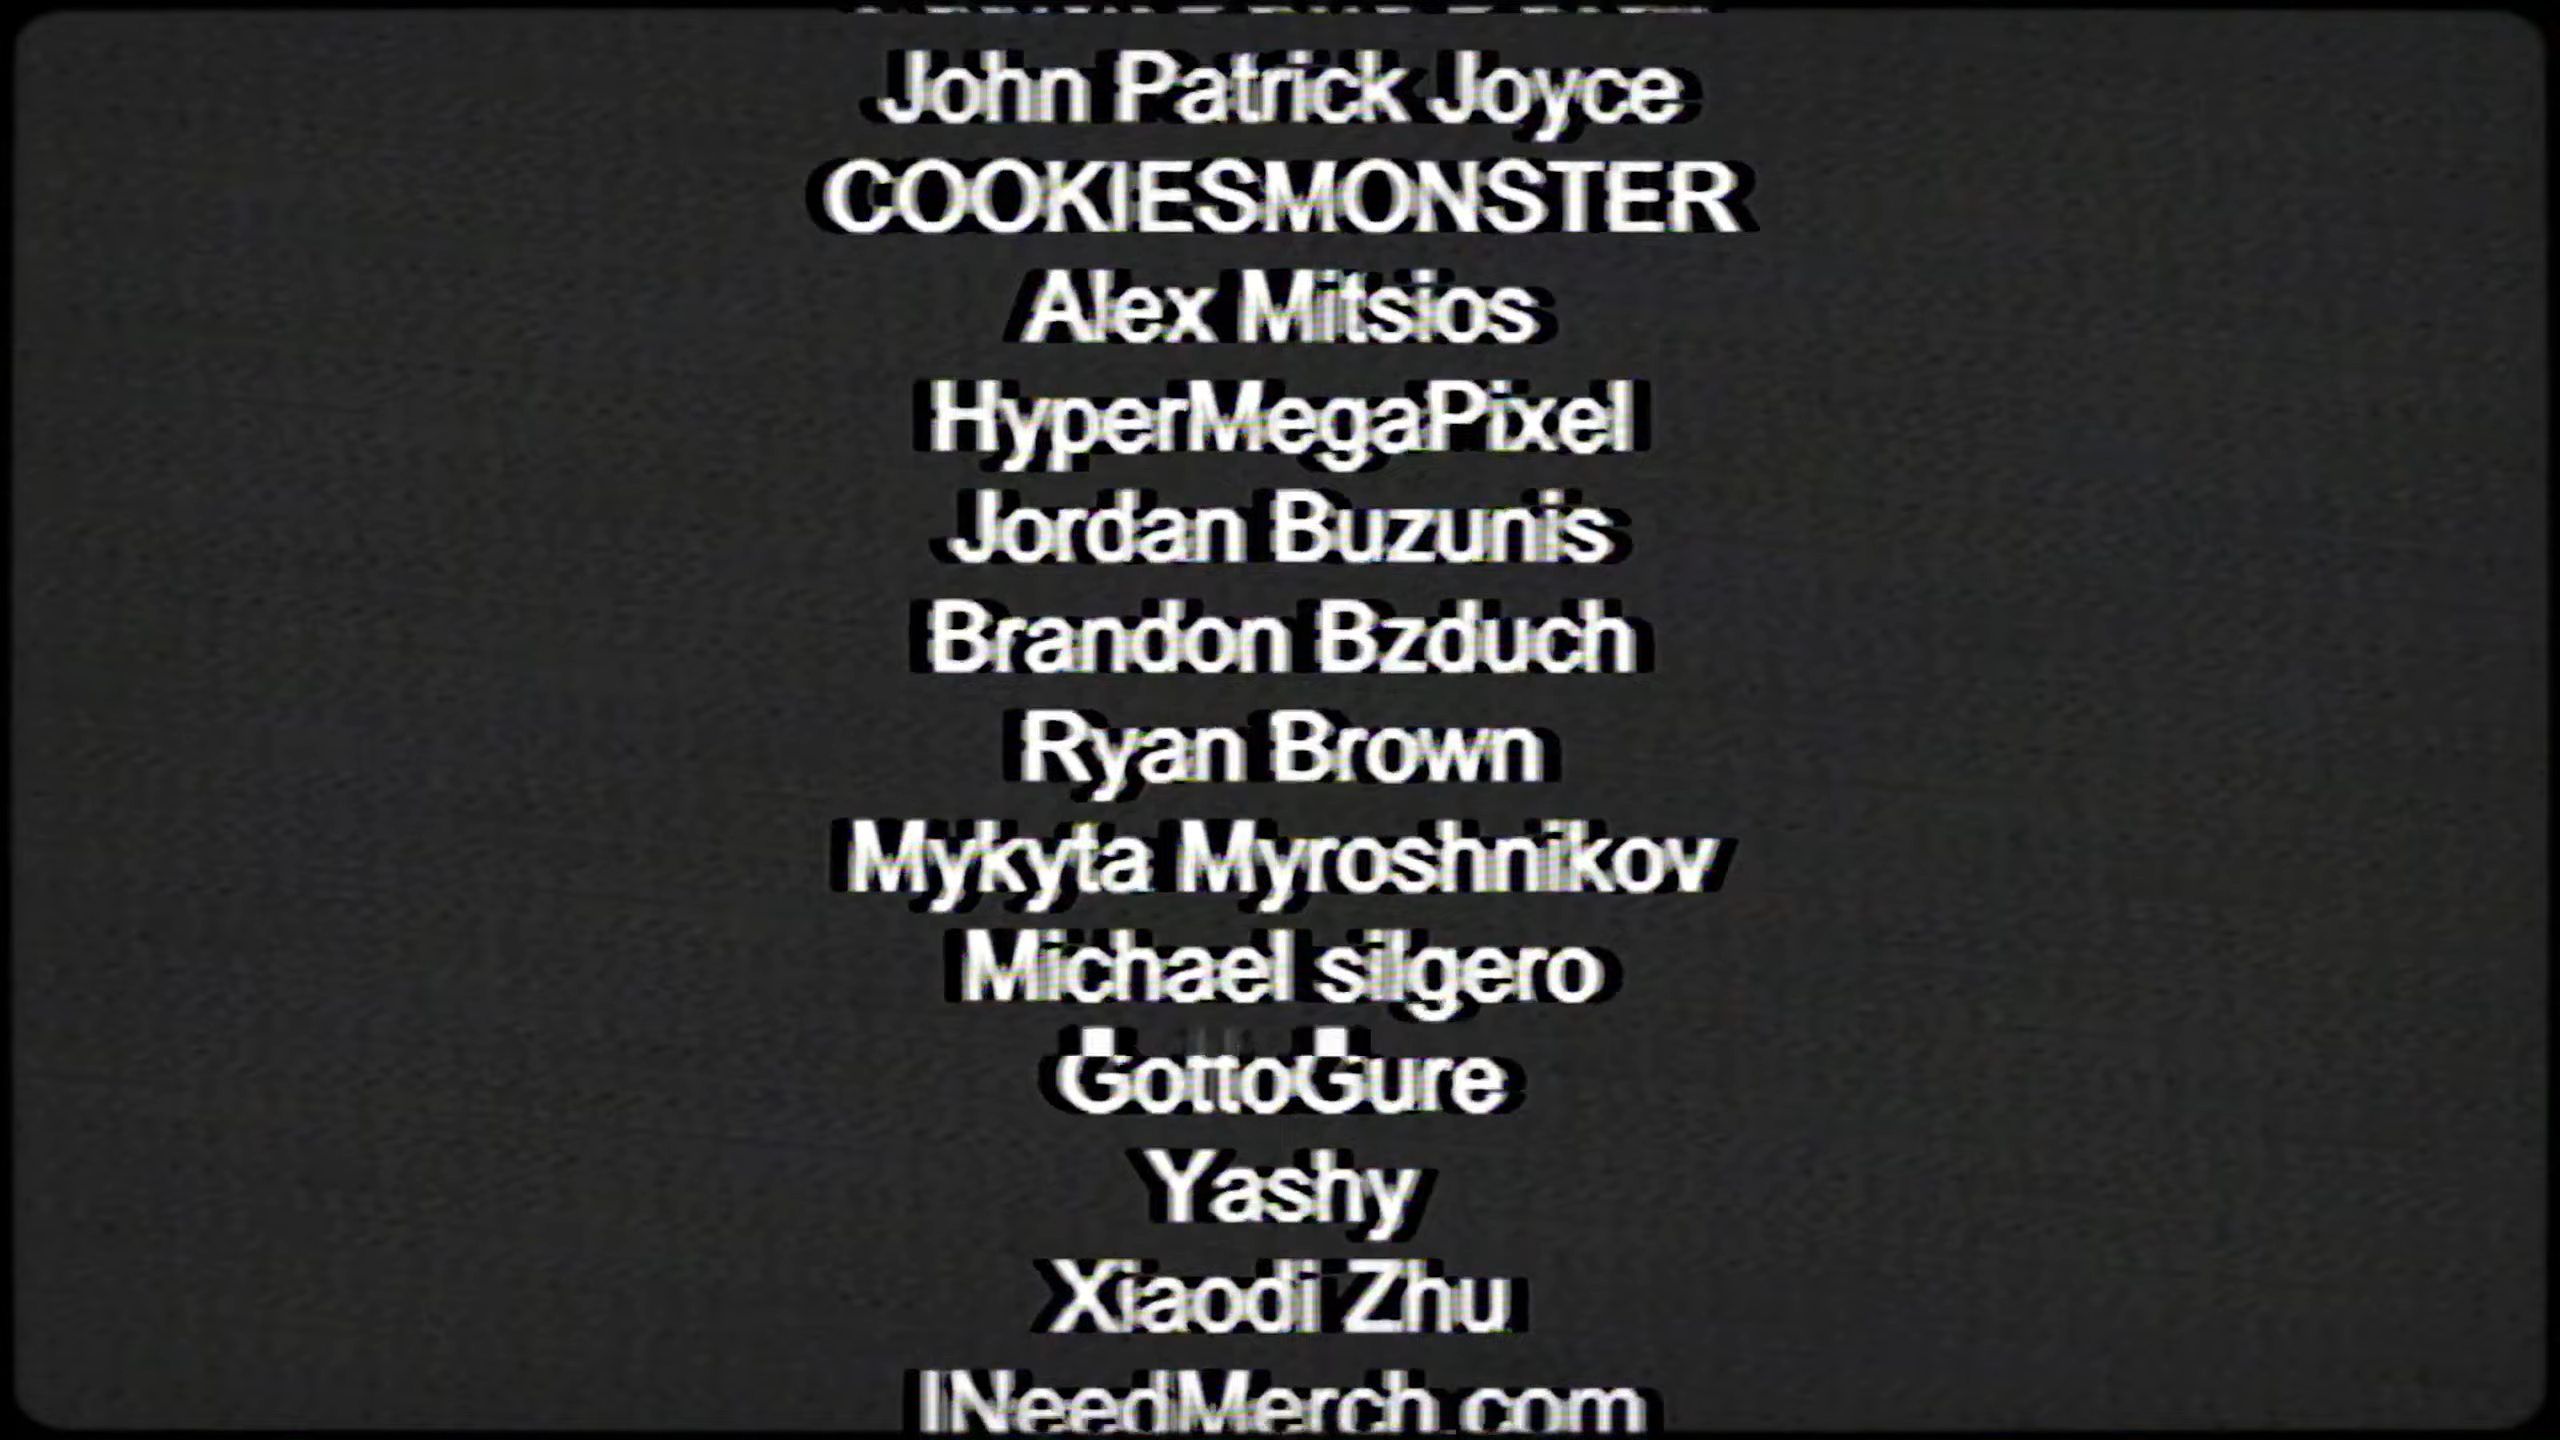 John Patrick Joyce
COOKIESMONSTER
Alex Mitsios
HyperMegaPixel
Jordan Buzunis
Brandon Bzduch
Ryan Brown
Mykyta Myroshnikov
Michael silgero
GottoGure
Yashy
Xiaodi Zhu
INeedMerch.com